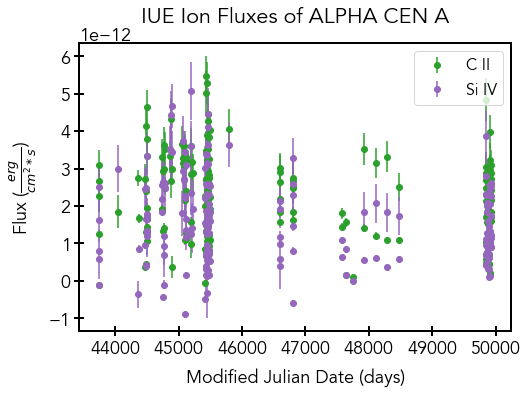 IUE Ion Fluxes of ALPHA CEN A
1e−12
C II
Si IV
6
5
4
3
2
1
0
−1
Flux (erg/cm²*s)
44000 45000 46000 47000 48000 49000 50000
Modified Julian Date (days)